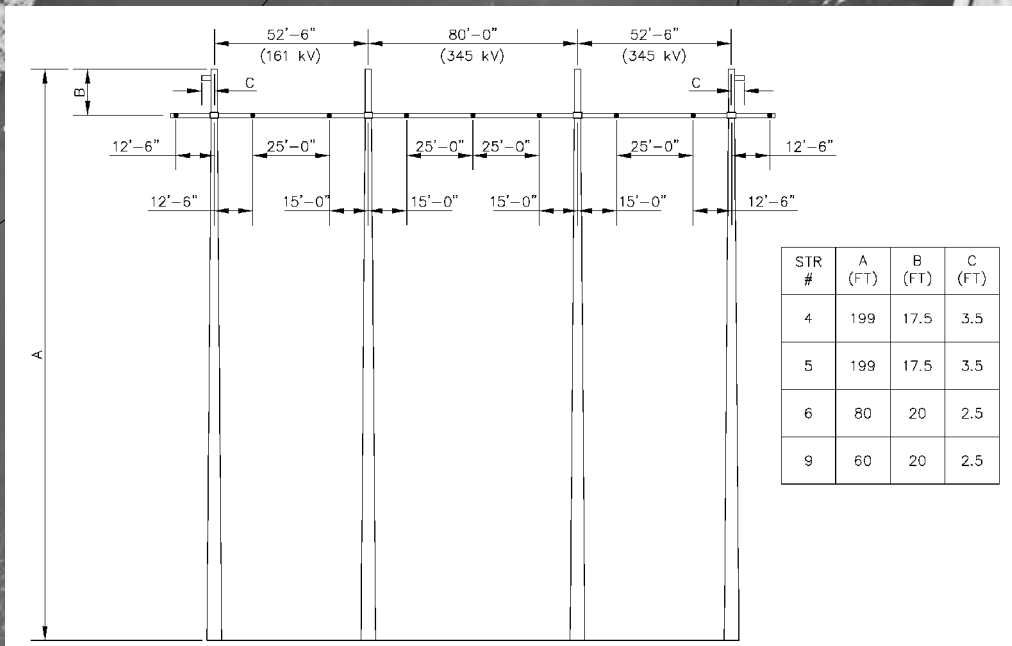 52'-6" 80'-0" 52'-6"
(161 kV) (345 kV) (345 kV)
B C C
12'-6" 25'-0" 25'-0" 25'-0" 25'-0" 12'-6"
12'-6" 15'-0" 15'-0" 15'-0" 15'-0" 12'-6"
A
STR A B C
# (FT) (FT) (FT)
4 199 17.5 3.5
5 199 17.5 3.5
6 80 20 2.5
9 60 20 2.5